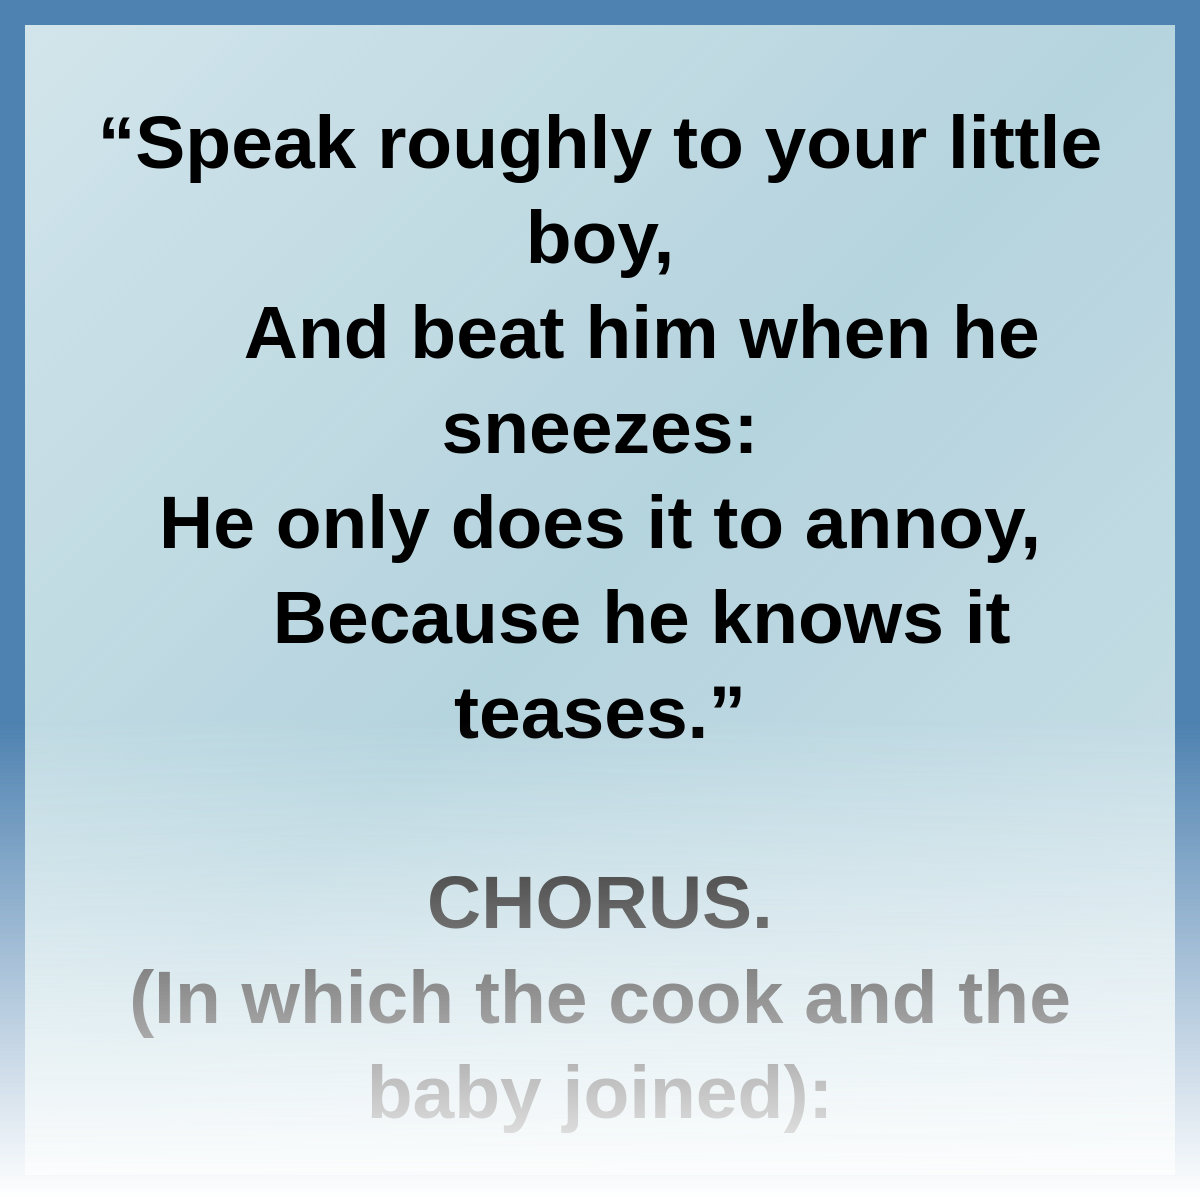 “Speak roughly to your little
boy,
And beat him when he
sneezes:
He only does it to annoy,
Because he knows it
teases.”
CHORUS.
(In which the cook and the
baby joined):